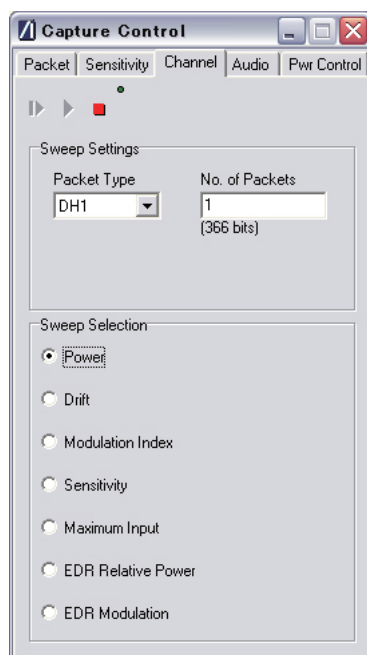 Capture Control
Packet Sensitivity Channel Audio Pwr Control
Sweep Settings
Packet Type No. of Packets
DH1 1
(366 bits)
Sweep Selection
Power
Drift
Modulation Index
Sensitivity
Maximum Input
EDR Relative Power
EDR Modulation